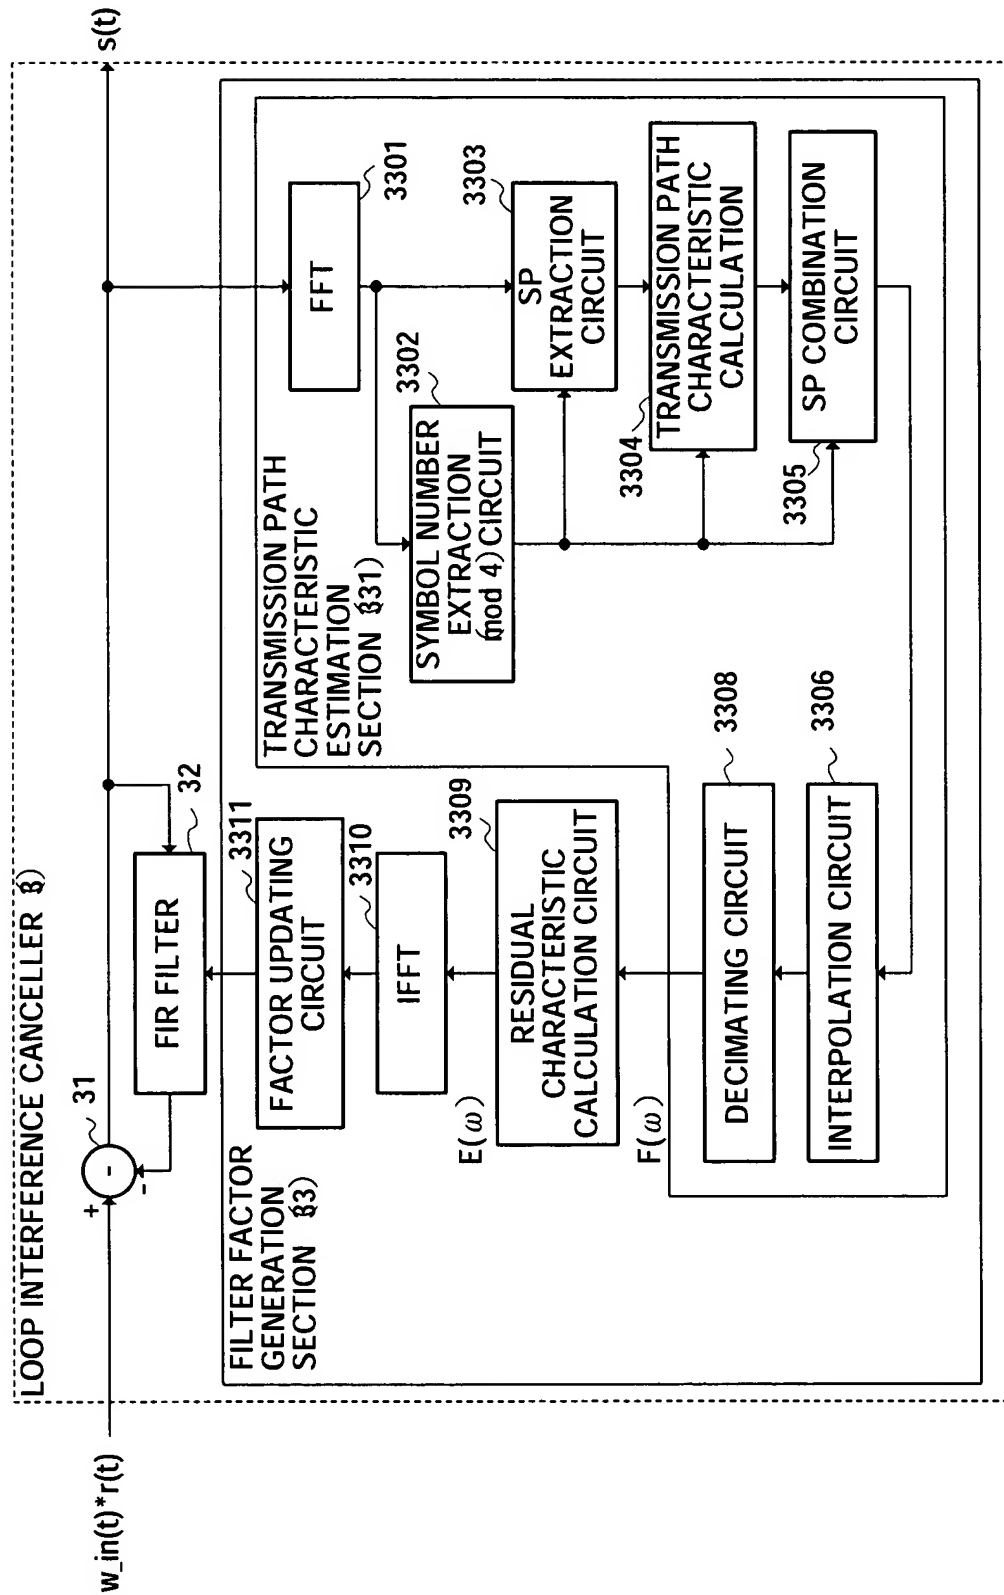 LOOP INTERFERENCE CANCELLER (3)
w_in(t)*r(t)
+
-
-
31
s(t)
FIR FILTER
32
FILTER FACTOR
GENERATION
SECTION (33)
FACTOR UPDATING
CIRCUIT
3311
IFFT
3310
E(ω)
RESIDUAL
CHARACTERISTIC
CALCULATION CIRCUIT
3309
F(ω)
DECIMATING CIRCUIT
3308
INTERPOLATION CIRCUIT
3306
TRANSMISSION PATH
CHARACTERISTIC
ESTIMATION
SECTION (331)
FFT
3301
SYMBOL NUMBER
EXTRACTION
(mod 4) CIRCUIT
3302
SP
EXTRACTION
CIRCUIT
3303
TRANSMISSION PATH
CHARACTERISTIC
CALCULATION
3304
SP COMBINATION
CIRCUIT
3305